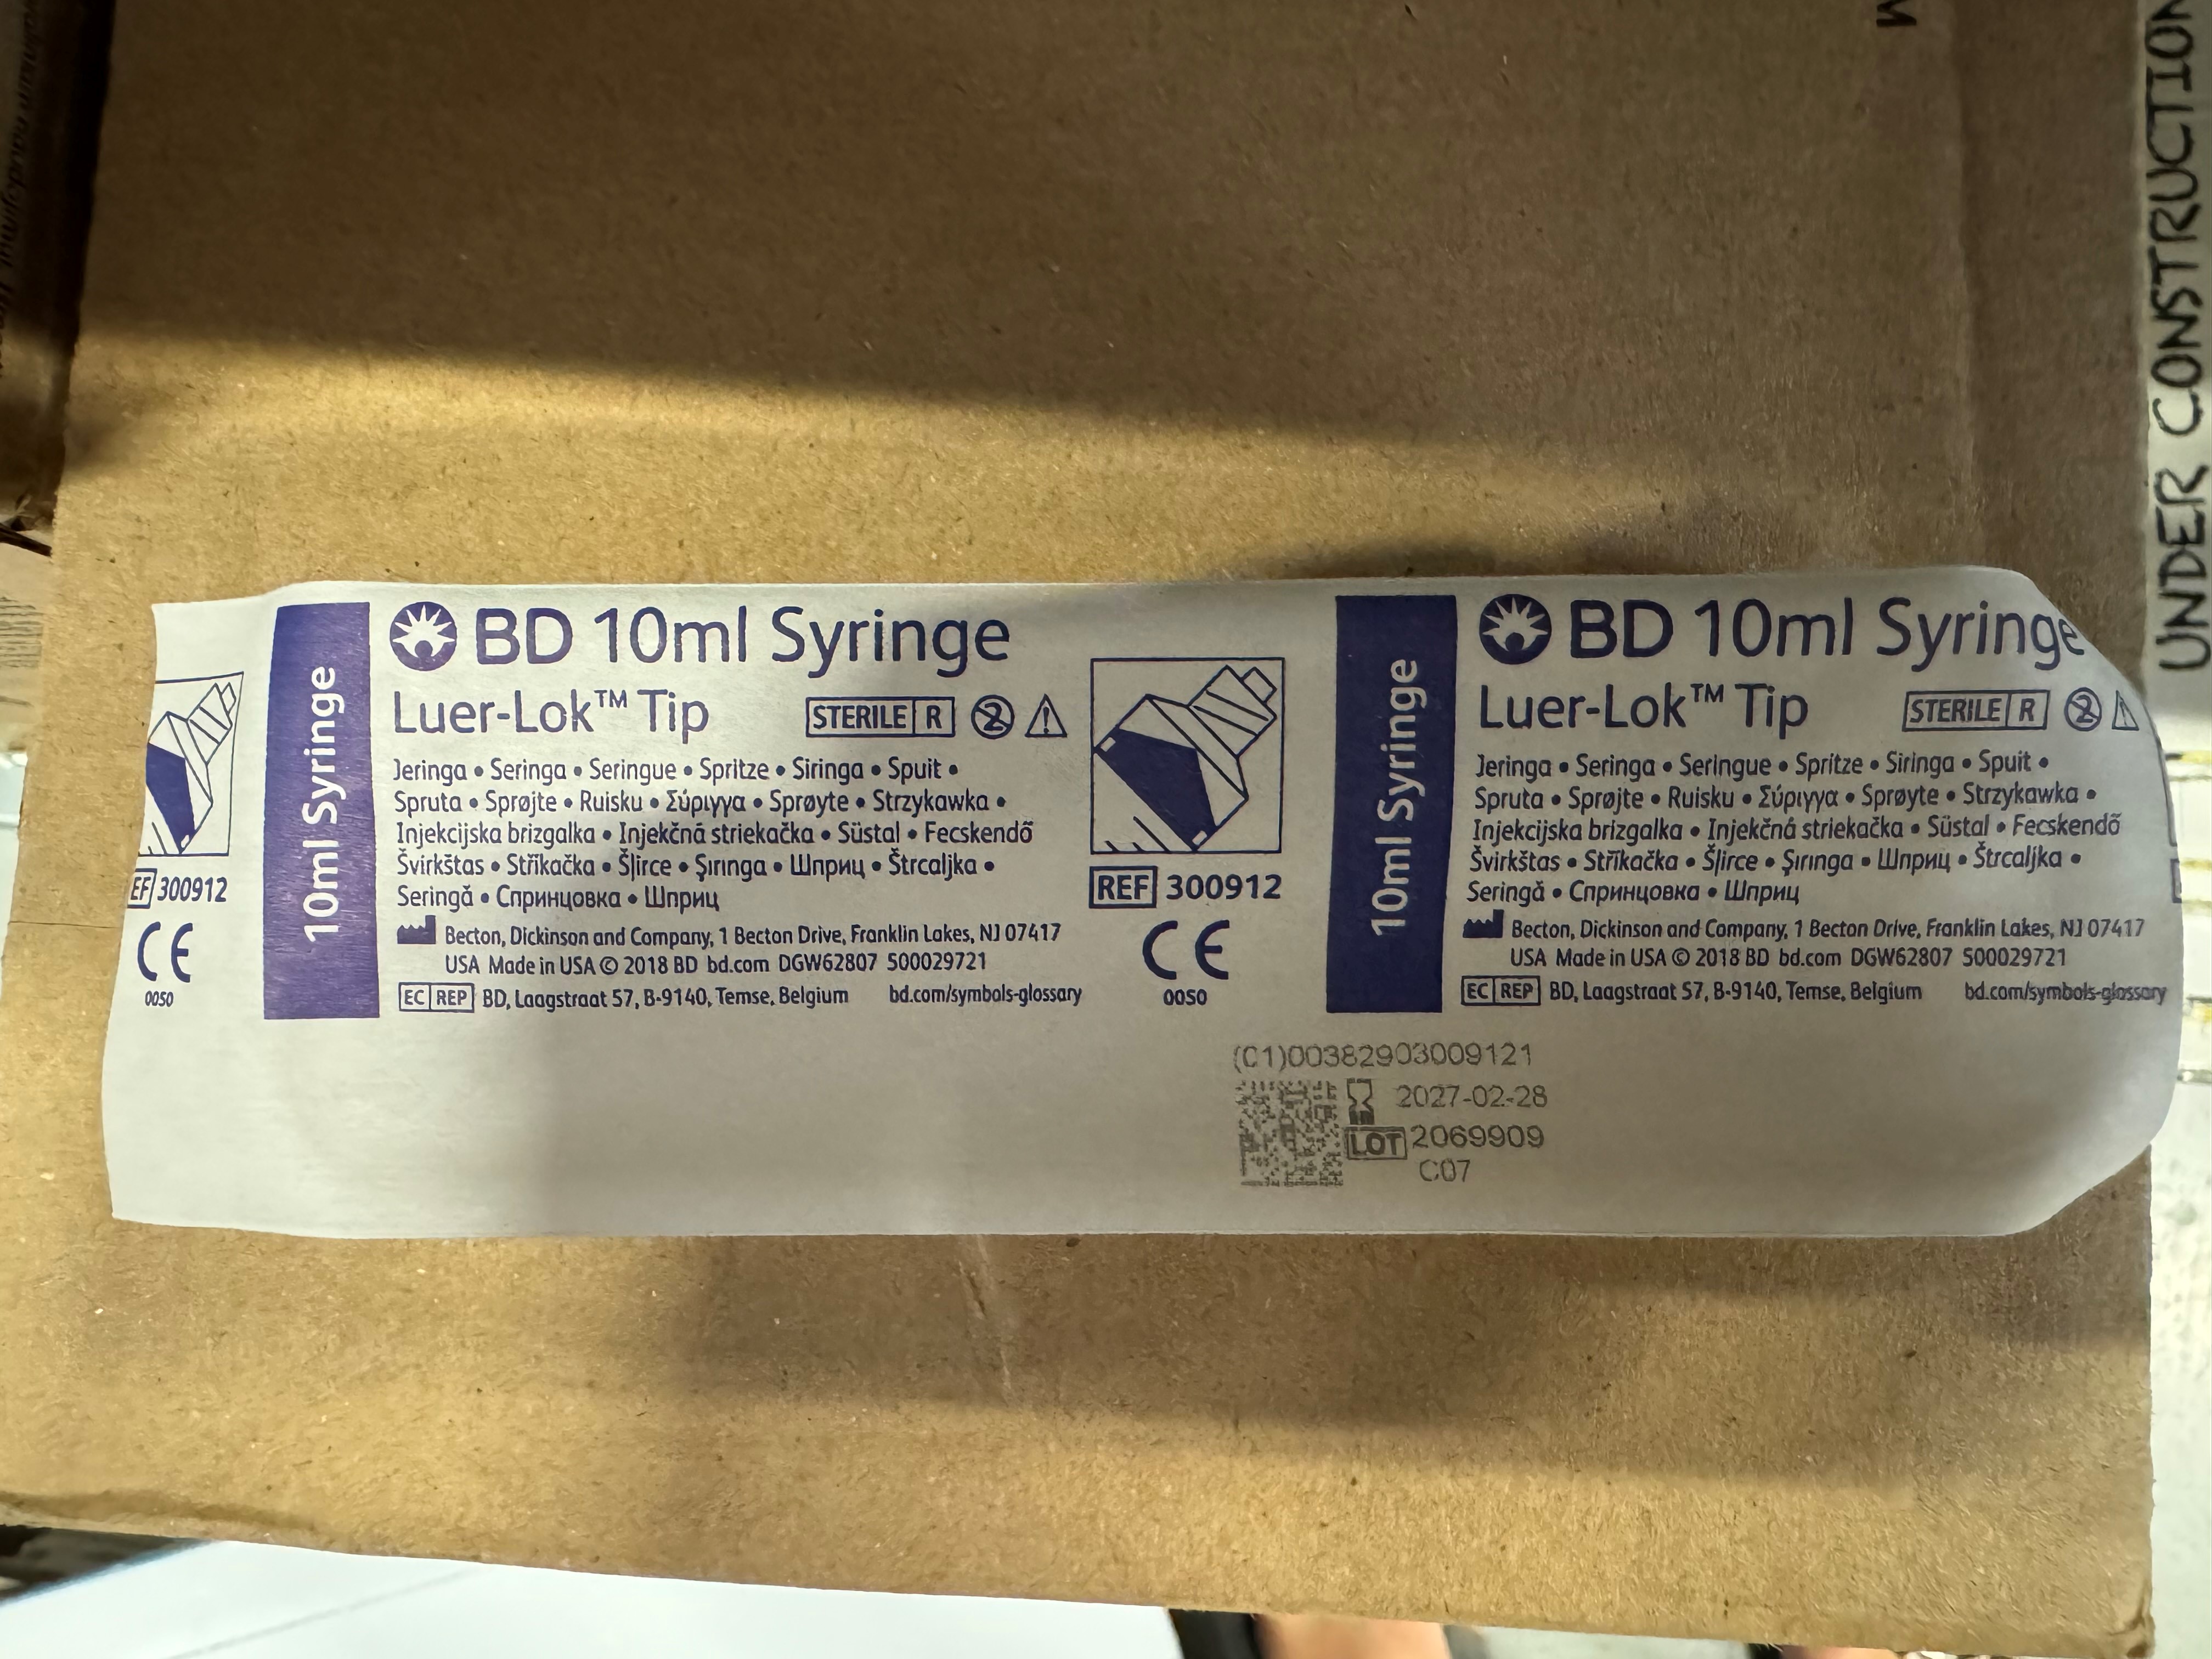 UNDER CONSTRUCTION
M
300912
CE
0050
10ml Syringe
BD 10ml Syringe
Luer-Lok™ Tip
STERILE R
2
Jeringa • Seringa • Seringue • Spritze • Siringa • Spuit •
Spruta • Sprøjte • Ruisku • Σύριγγα • Sprøyte • Strzykawka •
Injekcijska brizgalka • Injekčná striekačka • Süstal • Fecskendő
Švirkštas • Stříkačka • Šļirce • Şırınga • Шприц • Štrcaljka •
Seringă • Спринцовка • Шприц
Becton, Dickinson and Company, 1 Becton Drive, Franklin Lakes, NJ 07417
USA Made in USA © 2018 BD bd.com DGW62807 500029721
EC REP BD, Laagstraat 57, B-9140, Temse, Belgium bd.com/symbols-glossary
REF 300912
CE
0050
10ml Syringe
BD 10ml Syringe
Luer-Lok™ Tip
STERILE R
2
Jeringa • Seringa • Seringue • Spritze • Siringa • Spuit •
Spruta • Sprøjte • Ruisku • Σύριγγα • Sprøyte • Strzykawka •
Injekcijska brizgalka • Injekčná striekačka • Süstal • Fecskendő
Švirkštas • Stříkačka • Šļirce • Şırınga • Шприц • Štrcaljka •
Seringă • Спринцовка • Шприц
Becton, Dickinson and Company, 1 Becton Drive, Franklin Lakes, NJ 07417
USA Made in USA © 2018 BD bd.com DGW62807 500029721
EC REP BD, Laagstraat 57, B-9140, Temse, Belgium bd.com/symbols-glossary
(01)00382903009121
2027-02-28
LOT 2069909
C07